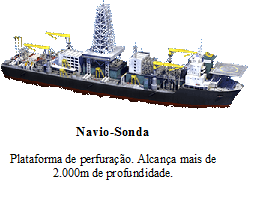 Navio-Sonda
Plataforma de perfuração. Alcança mais de
2.000m de profundidade.